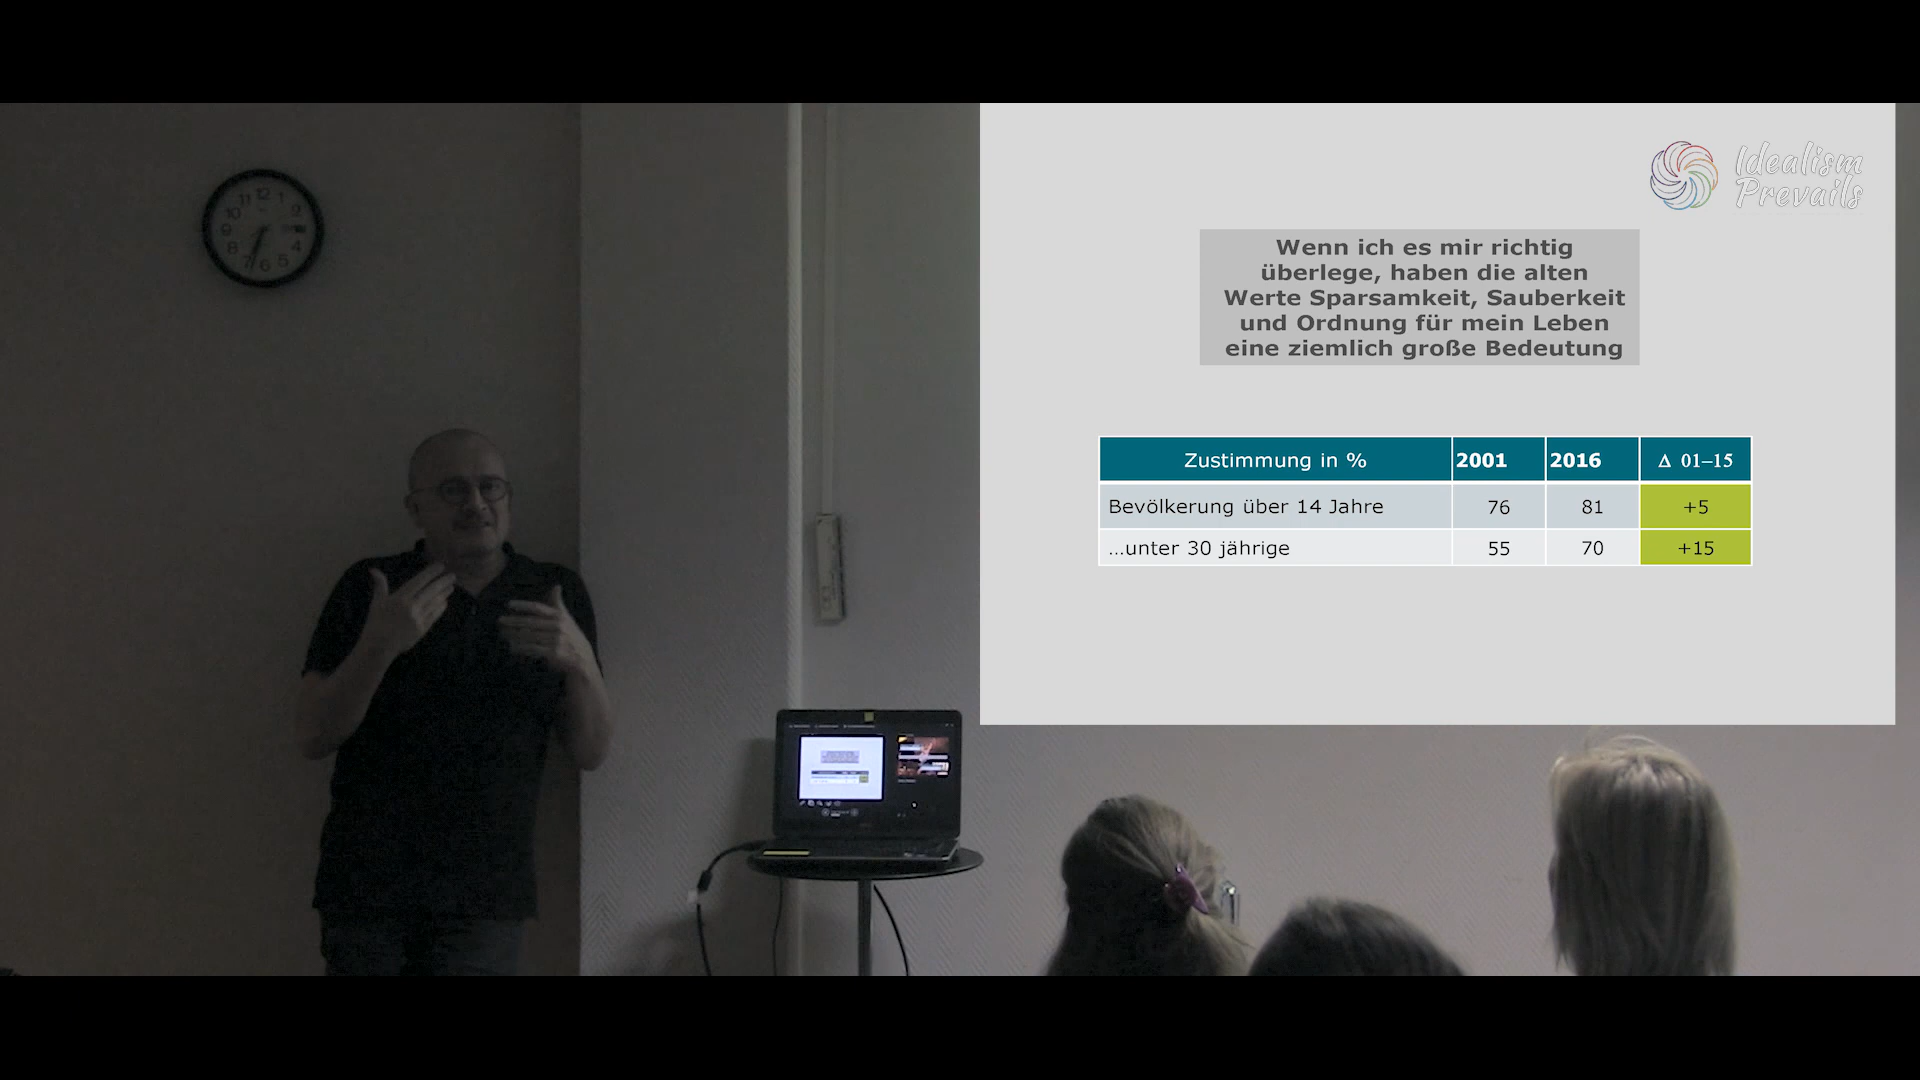 Idealism
Prevails
Wenn ich es mir richtig
überlege, haben die alten
Werte Sparsamkeit, Sauberkeit
und Ordnung für mein Leben
eine ziemlich große Bedeutung
Zustimmung in % 2001 2016 Δ 01–15
Bevölkerung über 14 Jahre 76 81 +5
...unter 30 jährige 55 70 +15